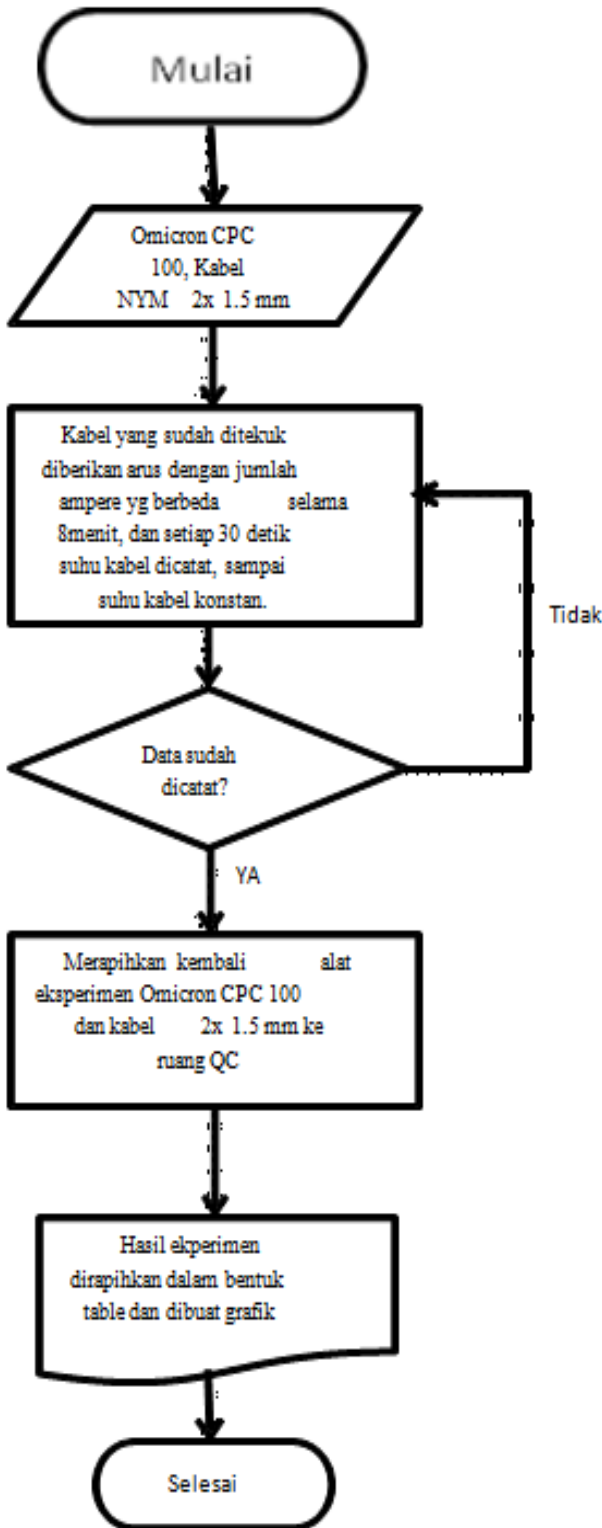 Mulai
Omicron CPC
100, Kabel
NYM 2x 1.5 mm
Kabel yang sudah ditekuk
diberikan arus dengan jumlah
ampere yg berbeda selama
8menit, dan setiap 30 detik
suhu kabel dicatat, sampai
suhu kabel konstan.
Tidak
Data sudah
dicatat?
YA
Merapihkan kembali alat
eksperimen Omicron CPC 100
dan kabel 2x 1.5 mm ke
ruang QC
Hasil ekperimen
dirapihkan dalam bentuk
table dan dibuat grafik
Selesai